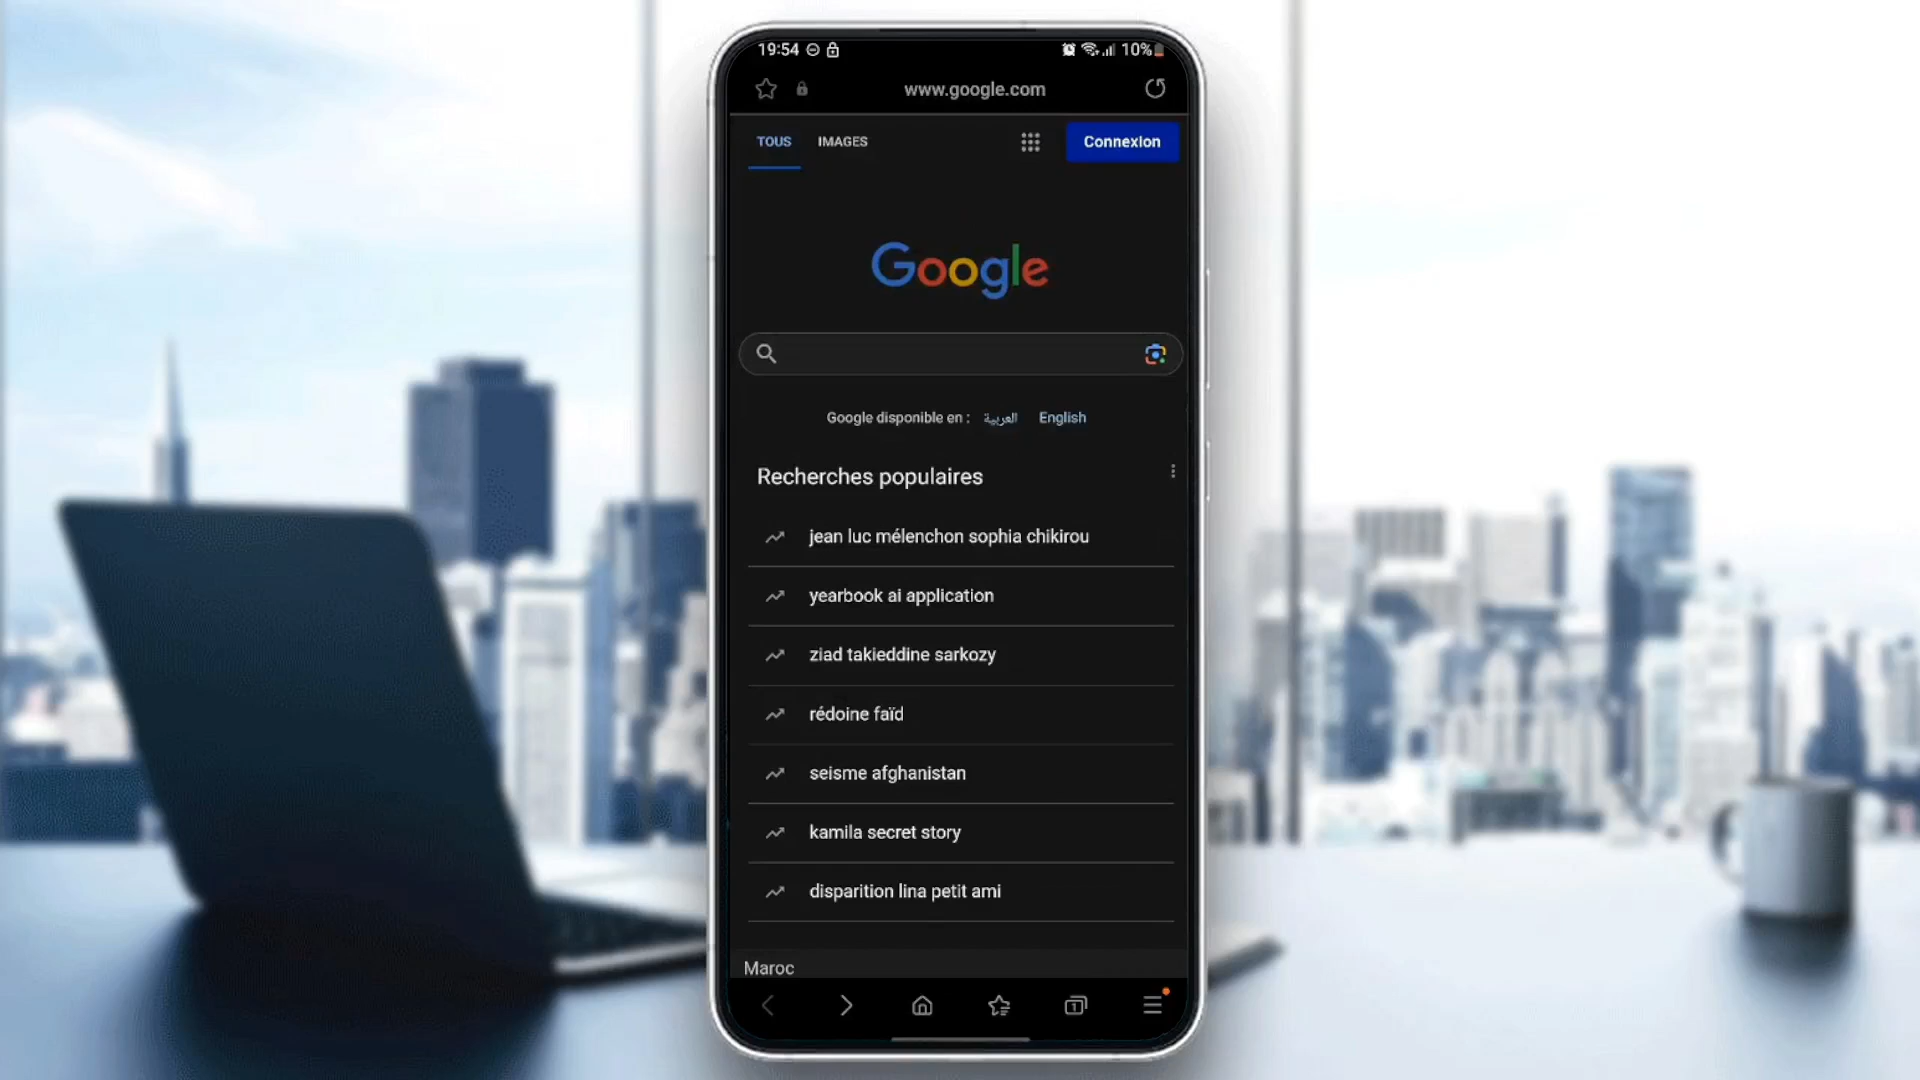 19:54 10%
www.google.com
TOUS IMAGES Connexion
Google
Google disponible en : العربية English
Recherches populaires
jean luc mélenchon sophia chikirou
yearbook ai application
ziad takieddine sarkozy
rédoine faïd
seisme afghanistan
kamila secret story
disparition lina petit ami
Maroc
1